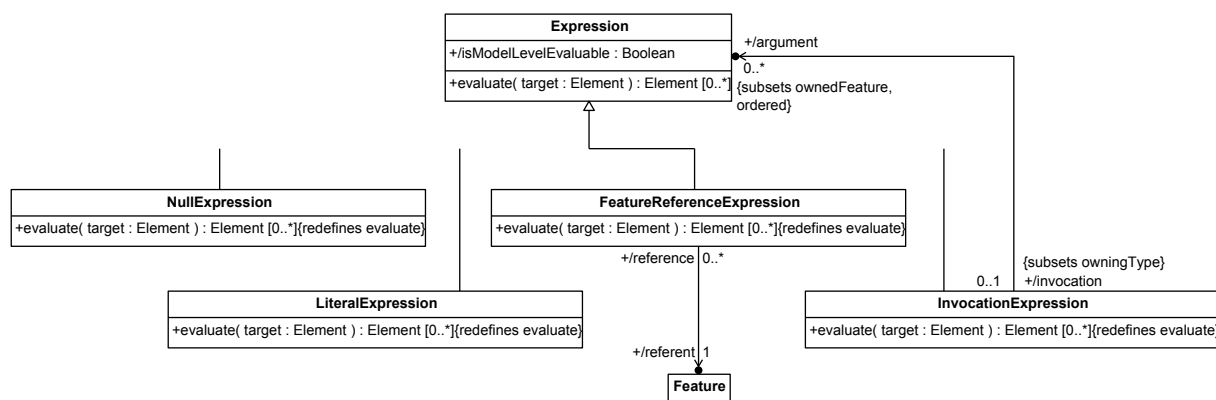 Expression
+/isModelLevelEvaluable : Boolean
+evaluate( target : Element ) : Element [0..*]
+/argument
0..*
{subsets ownedFeature,
ordered}
NullExpression
+evaluate( target : Element ) : Element [0..*]{redefines evaluate}
FeatureReferenceExpression
+evaluate( target : Element ) : Element [0..*]{redefines evaluate}
+/reference 0..*
{subsets owningType}
0..1 +/invocation
LiteralExpression
+evaluate( target : Element ) : Element [0..*]{redefines evaluate}
InvocationExpression
+evaluate( target : Element ) : Element [0..*]{redefines evaluate}
+/referent 1
Feature